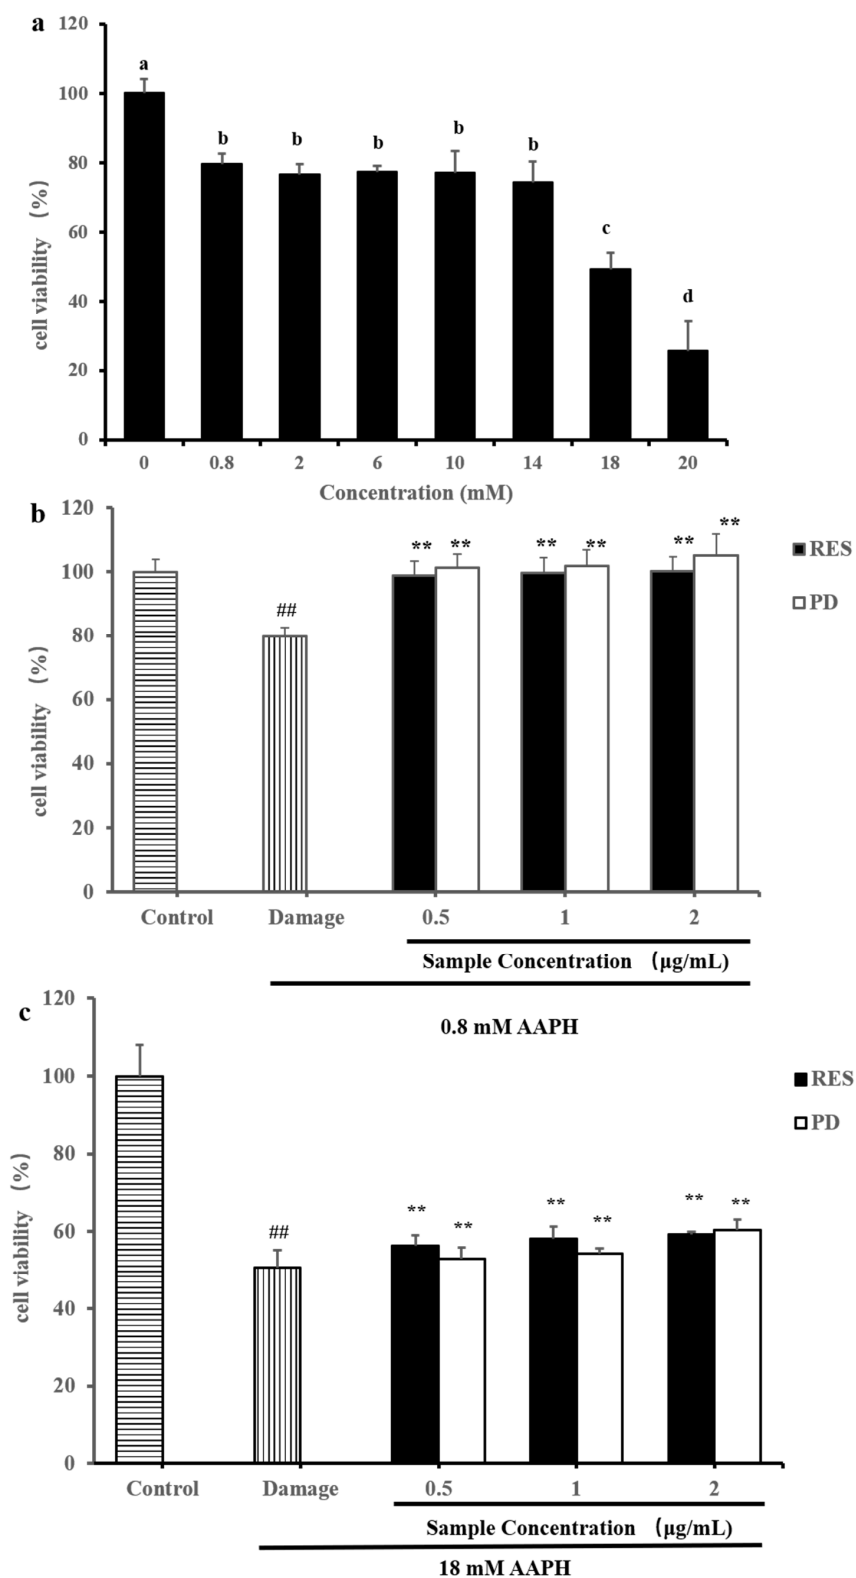 a
120
100
80
60
40
20
0
cell viability (%)
a
b
b
b
b
b
c
d
0 0.8 2 6 10 14 18 20
Concentration (mM)
b
120
100
80
60
40
20
0
cell viability (%)
##
** ** ** ** ** **
RES
PD
Control Damage 0.5 1 2
Sample Concentration (μg/mL)
0.8 mM AAPH
c
120
100
80
60
40
20
0
cell viability (%)
##
** ** ** ** ** **
RES
PD
Control Damage 0.5 1 2
Sample Concentration (μg/mL)
18 mM AAPH